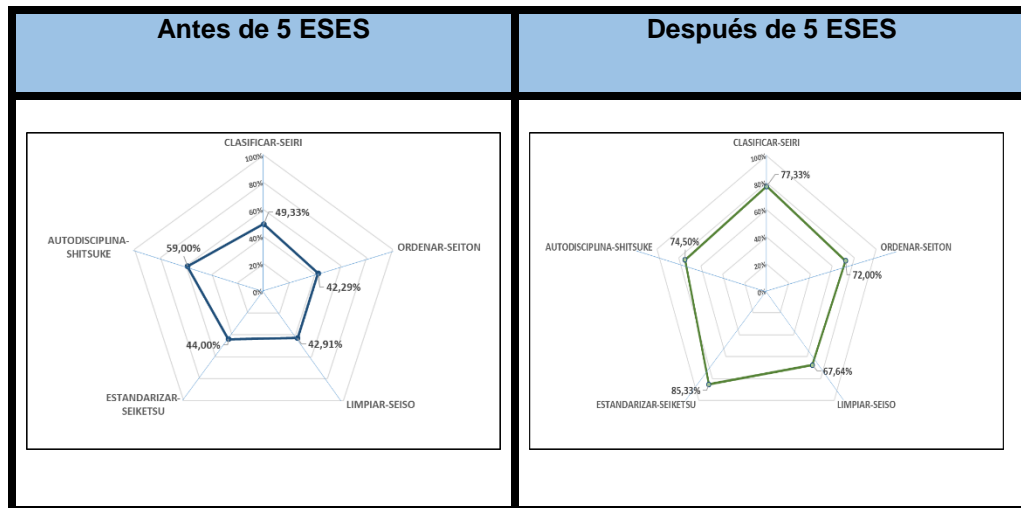 Antes de 5 ESES
Después de 5 ESES
CLASIFICAR-SEIRI
100%
80%
60%
40%
20%
0%
49,33%
ORDENAR-SEITON
42,29%
42,91%
LIMPIAR-SEISO
44,00%
ESTANDARIZAR-
SEIKETSU
59,00%
AUTODISCIPLINA-
SHITSUKE
CLASIFICAR-SEIRI
100%
80%
60%
40%
20%
0%
77,33%
ORDENAR-SEITON
72,00%
67,64%
LIMPIAR-SEISO
85,33%
ESTANDARIZAR-SEIKETSU
74,50%
AUTODISCIPLINA-SHITSUKE